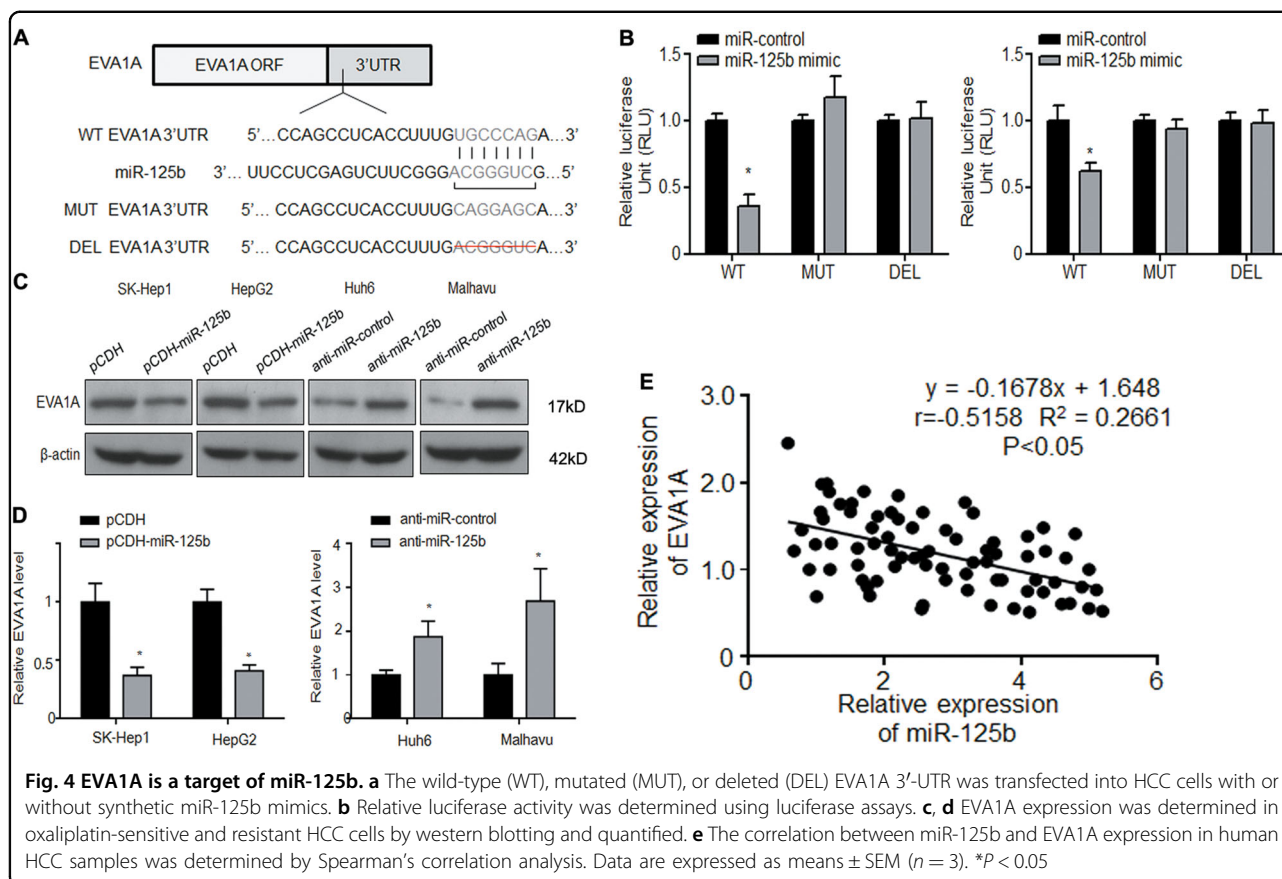 A
EVA1A
EVA1A ORF
3'UTR
WT EVA1A 3'UTR 5'... CCAGCCUCACCUUUGUGCCCAGA...3'
miR-125b 3'... UUCCUCGAGUCUUCGGGACGGGUCG...5'
MUT EVA1A 3'UTR 5'... CCAGCCUCACCUUUGCAGGAGCA...3'
DEL EVA1A 3'UTR 5'... CCAGCCUCACCUUUGACGGGUCA...3'
B
miR-control
miR-125b mimic
Relative luciferase
Unit (RLU)
1.5
1.0
0.5
0
*
WT MUT DEL
miR-control
miR-125b mimic
Relative luciferase
Unit (RLU)
1.5
1.0
0.5
0
*
WT MUT DEL
C
SK-Hep1 HepG2 Huh6 Malhavu
pCDH pCDH-miR-125b pCDH pCDH-miR-125b anti-miR-control anti-miR-125b anti-miR-control anti-miR-125b
EVA1A 17kD
β-actin 42kD
D
pCDH
pCDH-miR-125b
Relative EVA1A level
1
0.5
0
* *
SK-Hep1 HepG2
anti-miR-control
anti-miR-125b
Relative EVA1A level
4
3
2
1
0
* *
Huh6 Malhavu
E
y = -0.1678x + 1.648
r=-0.5158 R² = 0.2661
P<0.05
Relative expression
of EVA1A
3.0
2.0
1.0
0
0 2 4 6
Relative expression
of miR-125b
Fig. 4 EVA1A is a target of miR-125b. a The wild-type (WT), mutated (MUT), or deleted (DEL) EVA1A 3′-UTR was transfected into HCC cells with or
without synthetic miR-125b mimics. b Relative luciferase activity was determined using luciferase assays. c, d EVA1A expression was determined in
oxaliplatin-sensitive and resistant HCC cells by western blotting and quantified. e The correlation between miR-125b and EVA1A expression in human
HCC samples was determined by Spearman's correlation analysis. Data are expressed as means ± SEM (n = 3). *P < 0.05